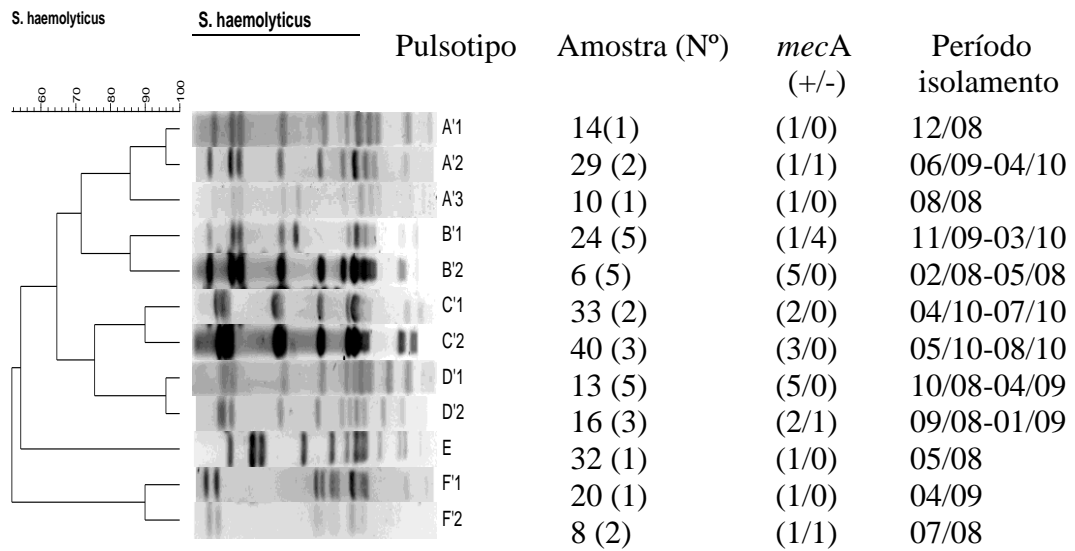 S. haemolyticus S. haemolyticus
Pulsotipo Amostra (Nº) mecA Período
(+/-) isolamento
60 70 80 90 100
A'1 14(1) (1/0) 12/08
A'2 29 (2) (1/1) 06/09-04/10
A'3 10 (1) (1/0) 08/08
B'1 24 (5) (1/4) 11/09-03/10
B'2 6 (5) (5/0) 02/08-05/08
C'1 33 (2) (2/0) 04/10-07/10
C'2 40 (3) (3/0) 05/10-08/10
D'1 13 (5) (5/0) 10/08-04/09
D'2 16 (3) (2/1) 09/08-01/09
E 32 (1) (1/0) 05/08
F'1 20 (1) (1/0) 04/09
F'2 8 (2) (1/1) 07/08